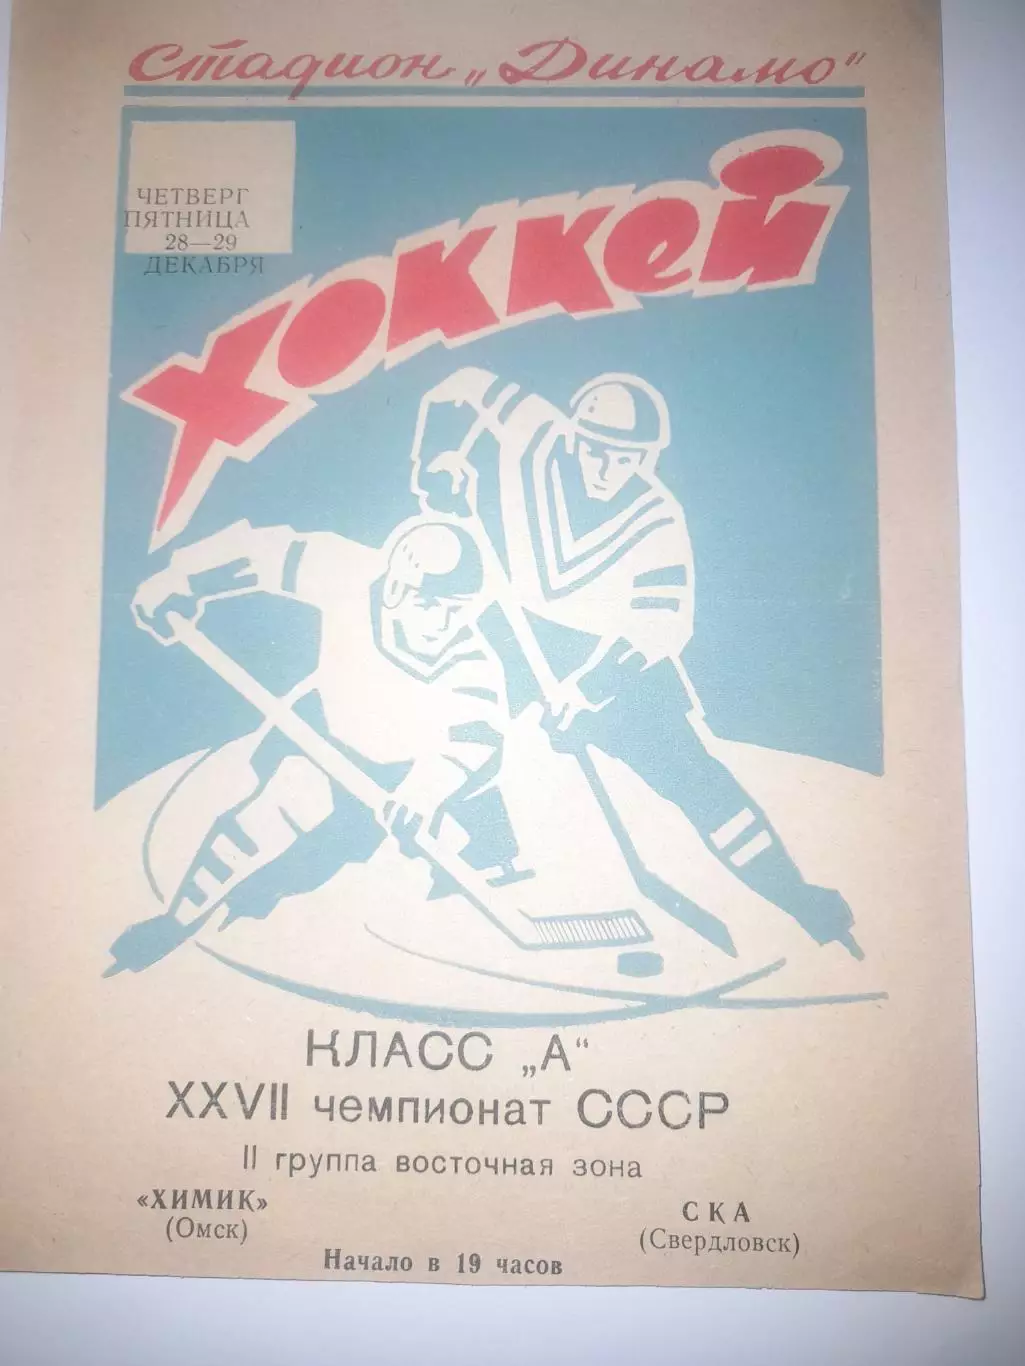 Стадион „Динамо"
ЧЕТВЕРГ
ПЯТНИЦА
28—29
ДЕКАБРЯ
ХОККЕЙ
КЛАСС „А“
XXVII чемпионат СССР
II группа восточная зона
«ХИМИК»
(Омск)
СКА
(Свердловск)
Начало в 19 часов